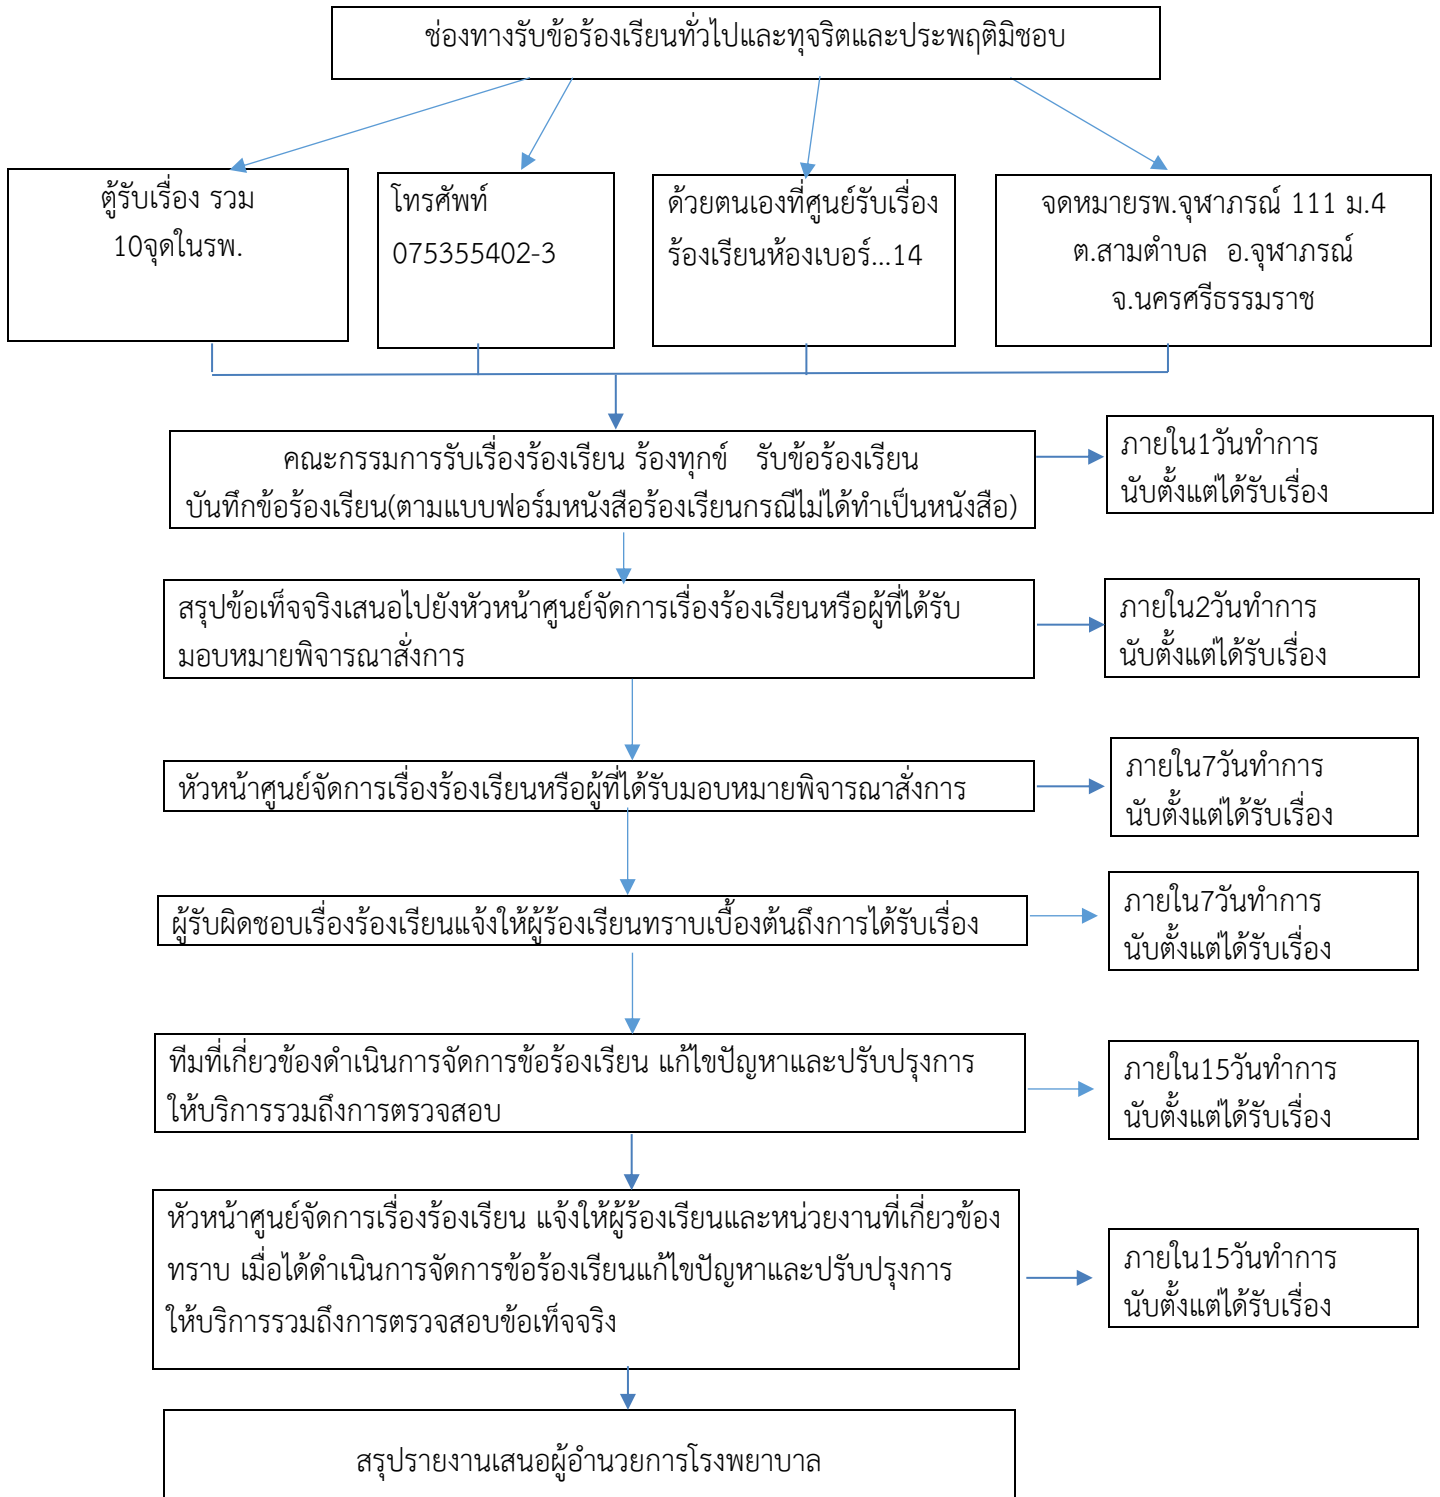 ช่องทางรับข้อร้องเรียนทั่วไปและทุจริตและประพฤติมิชอบ
ตู้รับเรื่อง รวม
10จุดในรพ.
โทรศัพท์
075355402-3
ด้วยตนเองที่ศูนย์รับเรื่อง
ร้องเรียนห้องเบอร์...14
จดหมายรพ.จุฬาภรณ์ 111 ม.4
ต.สามตำบล อ.จุฬาภรณ์
จ.นครศรีธรรมราช
คณะกรรมการรับเรื่องร้องเรียน ร้องทุกข์ รับข้อร้องเรียน
บันทึกข้อร้องเรียน(ตามแบบฟอร์มหนังสือร้องเรียนกรณีไม่ได้ทำเป็นหนังสือ)
ภายใน1วันทำการ
นับตั้งแต่ได้รับเรื่อง
สรุปข้อเท็จจริงเสนอไปยังหัวหน้าศูนย์จัดการเรื่องร้องเรียนหรือผู้ที่ได้รับ
มอบหมายพิจารณาสั่งการ
ภายใน2วันทำการ
นับตั้งแต่ได้รับเรื่อง
หัวหน้าศูนย์จัดการเรื่องร้องเรียนหรือผู้ที่ได้รับมอบหมายพิจารณาสั่งการ
ภายใน7วันทำการ
นับตั้งแต่ได้รับเรื่อง
ผู้รับผิดชอบเรื่องร้องเรียนแจ้งให้ผู้ร้องเรียนทราบเบื้องต้นถึงการได้รับเรื่อง
ภายใน7วันทำการ
นับตั้งแต่ได้รับเรื่อง
ทีมที่เกี่ยวข้องดำเนินการจัดการข้อร้องเรียน แก้ไขปัญหาและปรับปรุงการ
ให้บริการรวมถึงการตรวจสอบ
ภายใน15วันทำการ
นับตั้งแต่ได้รับเรื่อง
หัวหน้าศูนย์จัดการเรื่องร้องเรียน แจ้งให้ผู้ร้องเรียนและหน่วยงานที่เกี่ยวข้อง
ทราบ เมื่อได้ดำเนินการจัดการข้อร้องเรียนแก้ไขปัญหาและปรับปรุงการ
ให้บริการรวมถึงการตรวจสอบข้อเท็จจริง
ภายใน15วันทำการ
นับตั้งแต่ได้รับเรื่อง
สรุปรายงานเสนอผู้อำนวยการโรงพยาบาล